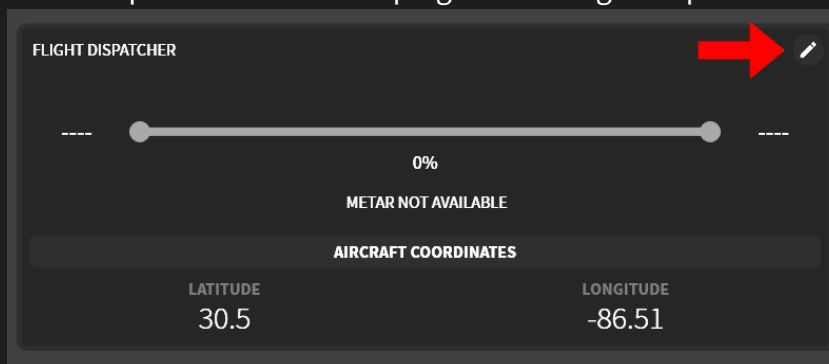 FLIGHT DISPATCHER
---- ----
0%
METAR NOT AVAILABLE
AIRCRAFT COORDINATES
LATITUDE LONGITUDE
30.5 -86.51